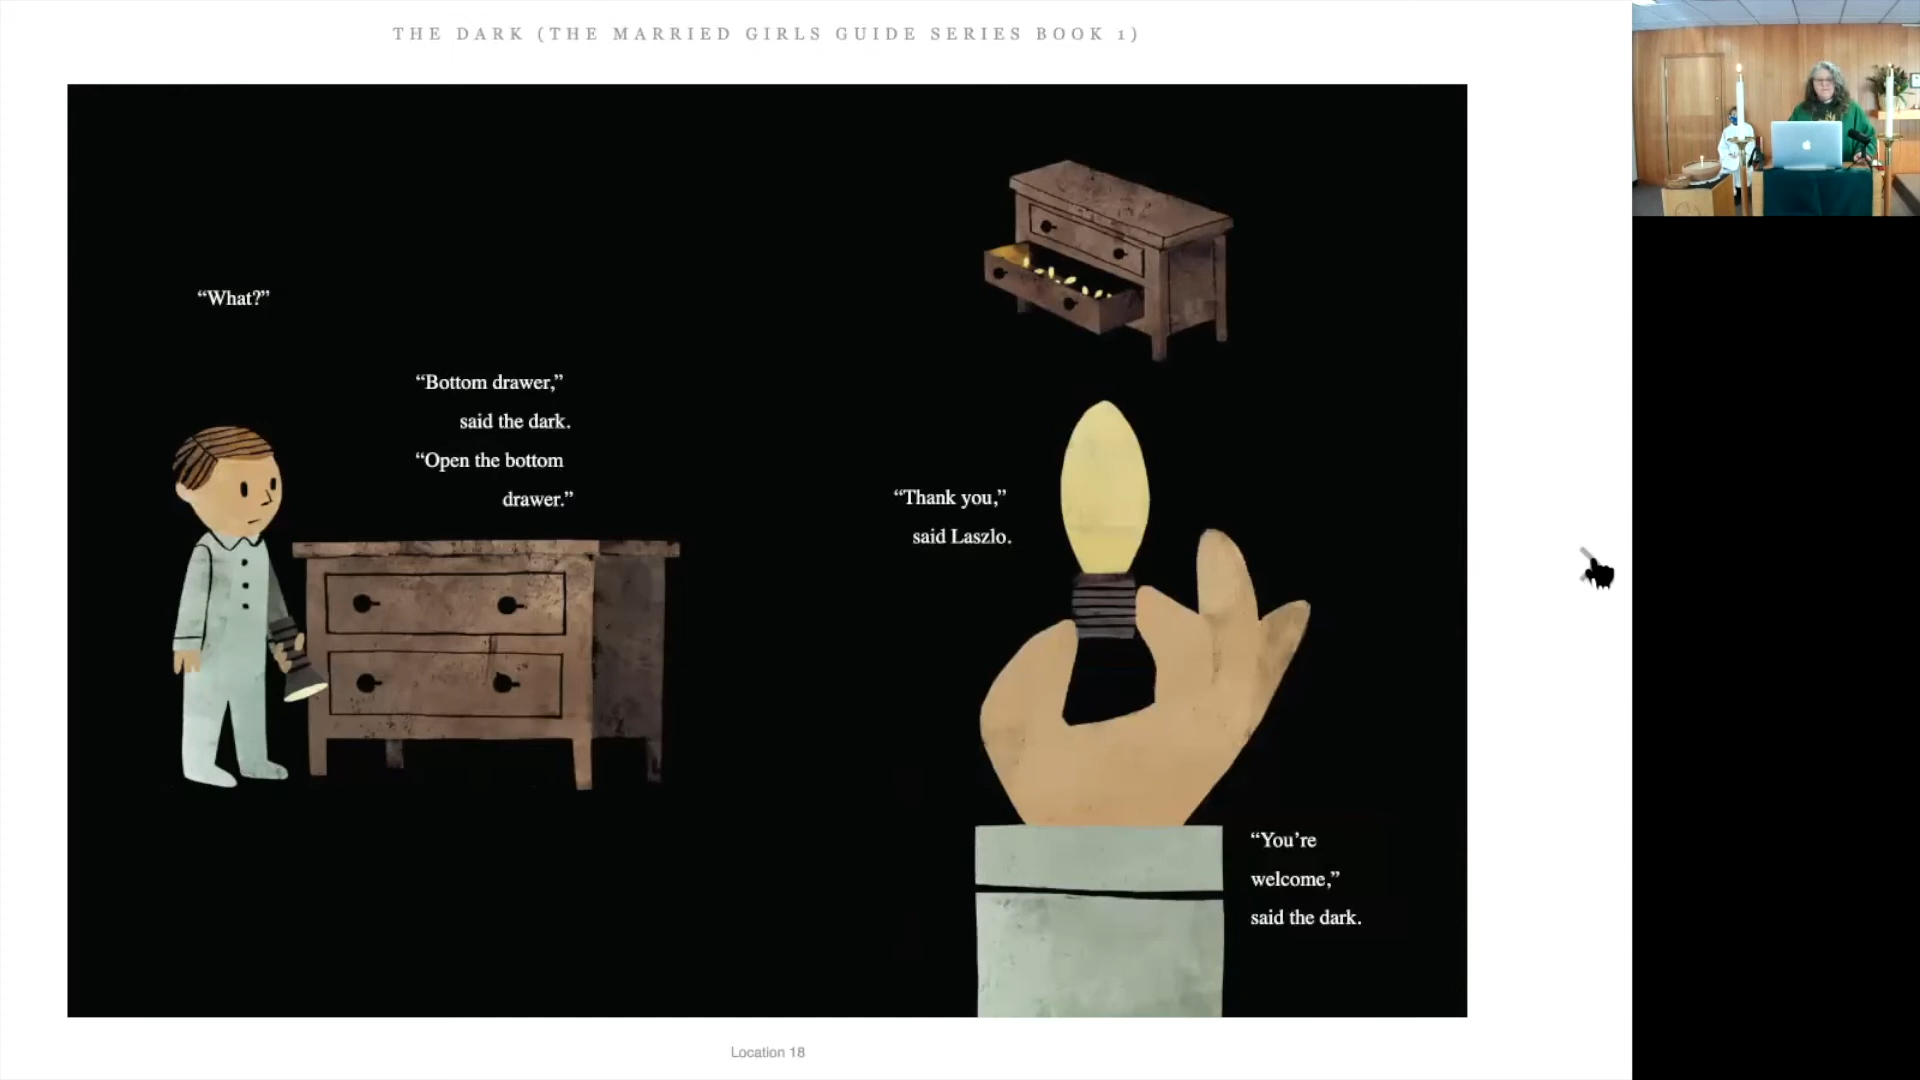 THE DARK (THE MARRIED GIRLS GUIDE SERIES BOOK 1)
“What?”
“Bottom drawer,”
said the dark.
“Open the bottom
drawer.”
“Thank you,”
said Laszlo.
“You’re
welcome,”
said the dark.
Location 18